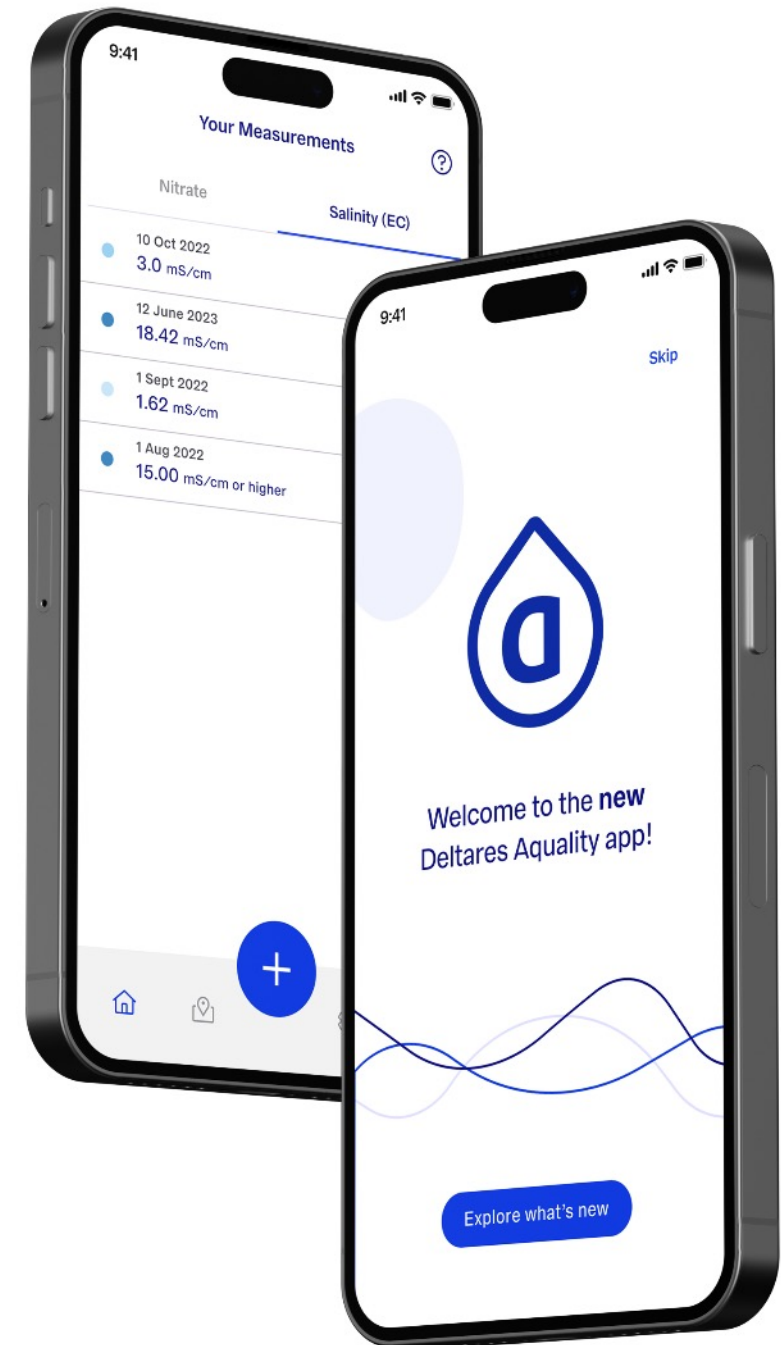 9:41
Your Measurements
Nitrate
Salinity (EC)
10 Oct 2022
3.0 mS/cm
12 June 2023
18.42 mS/cm
1 Sept 2022
1.62 mS/cm
1 Aug 2022
15.00 mS/cm or higher
9:41
Skip
a
Welcome to the new
Deltares Aquality app!
Explore what's new